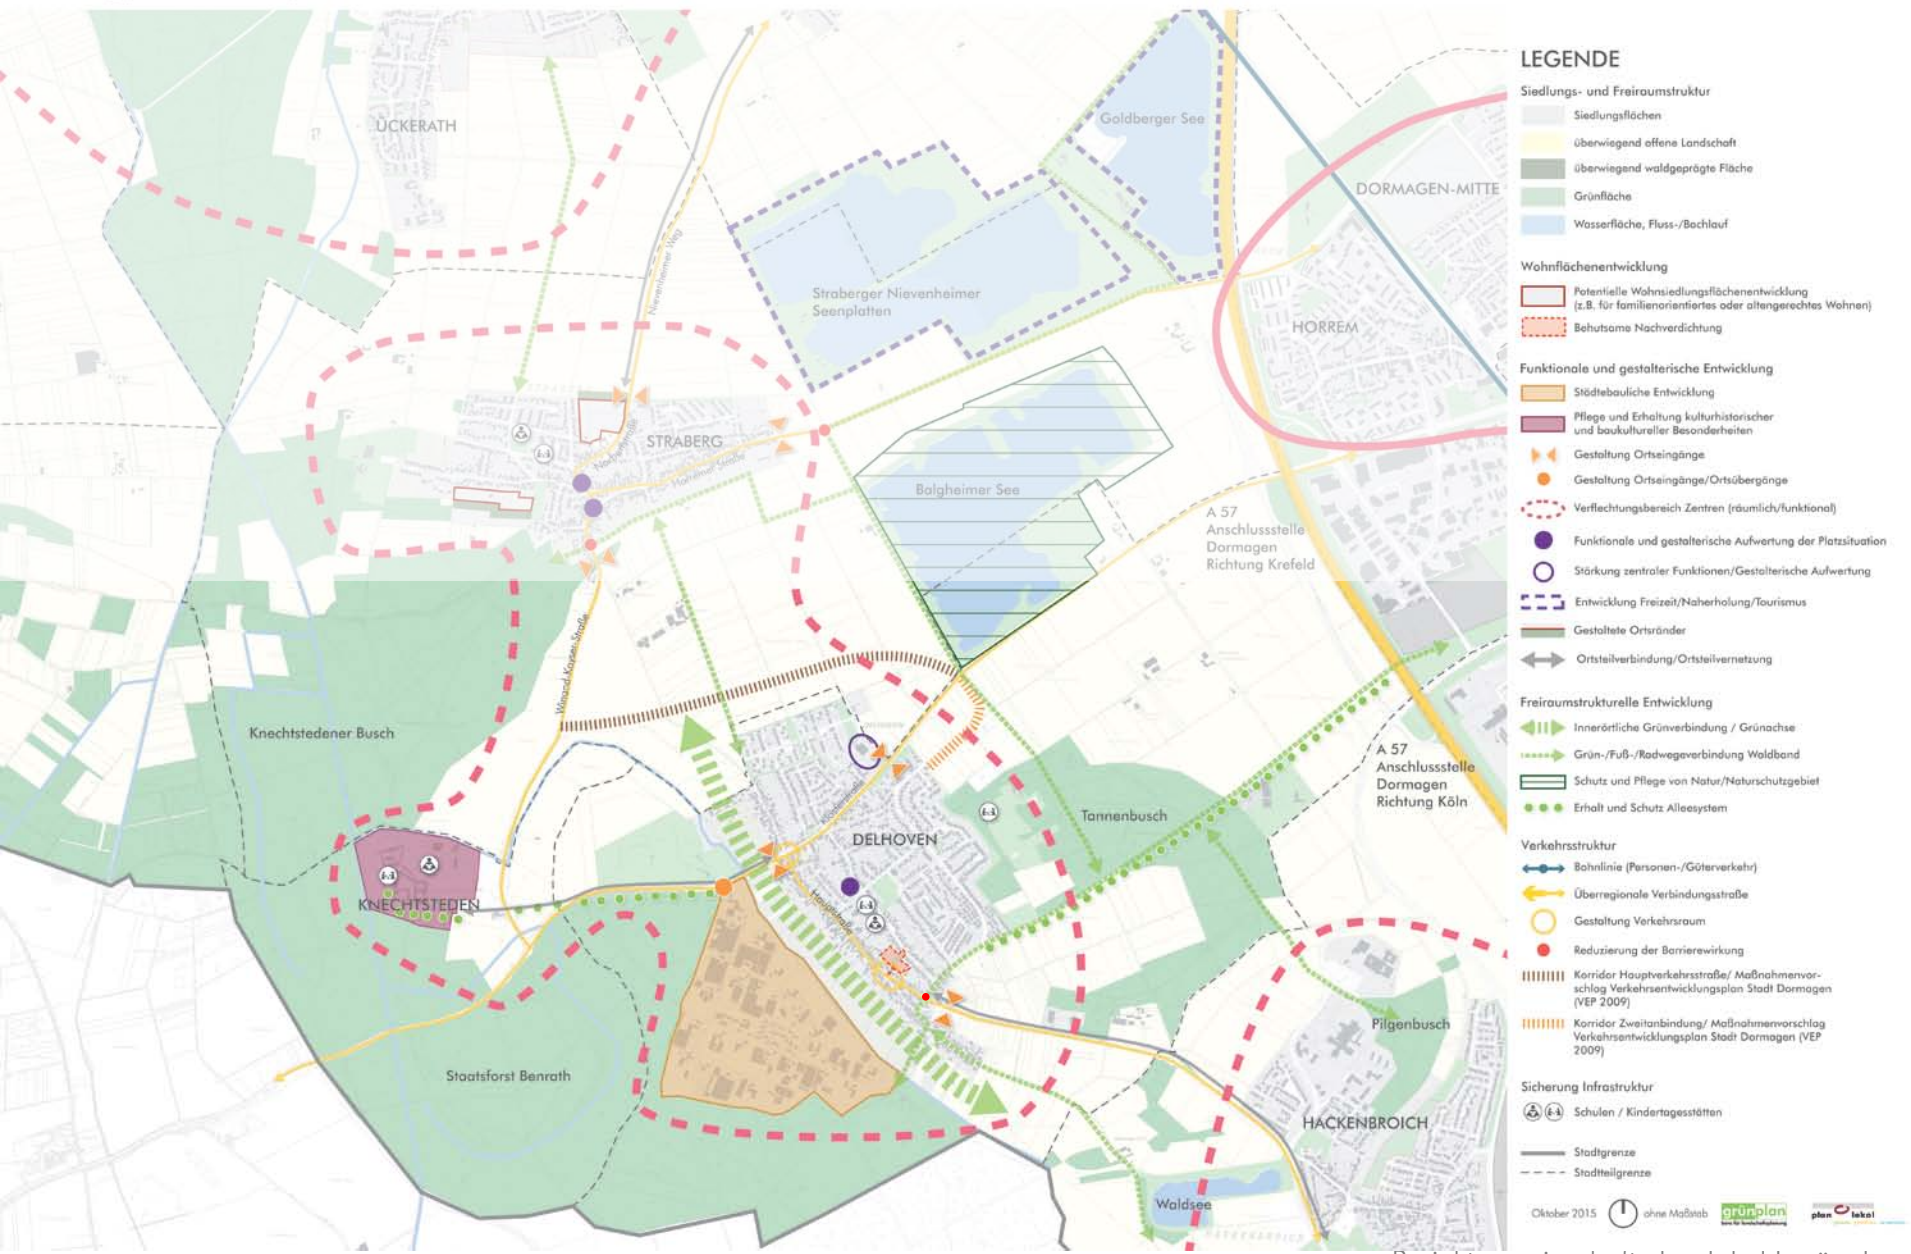 ÜCKERATH
Goldberger See
DORMAGEN-MITTE
Nievenheimer Weg
Straberger Nievenheimer
Seenplatten
HORREM
STRABERG
Balgheimer See
A 57
Anschlussstelle
Dormagen
Richtung Krefeld
Knechtstedener Busch
A 57
Anschlussstelle
Dormagen
Richtung Köln
Tannenbusch
DELHOVEN
Hauptstraße
KNECHTSTEDEN
Pilgenbusch
Staatsforst Benrath
HACKENBROICH
Waldsee
LEGENDE
Siedlungs- und Freiraumstruktur
Siedlungsflächen
überwiegend offene Landschaft
überwiegend waldgeprägte Fläche
Grünfläche
Wasserfläche, Fluss-/Bachlauf
Wohnflächenentwicklung
Potentielle Wohnsiedlungsflächenentwicklung
(z.B. für familienorientiertes oder altengerechtes Wohnen)
Behutsame Nachverdichtung
Funktionale und gestalterische Entwicklung
Städtebauliche Entwicklung
Pflege und Erhaltung kulturhistorischer
und baukultureller Besonderheiten
Gestaltung Ortseingänge
Gestaltung Ortseingänge/Ortsübergänge
Verflechtungsbereich Zentren (räumlich/funktional)
Funktionale und gestalterische Aufwertung der Platzsituation
Stärkung zentraler Funktionen/Gestalterische Aufwertung
Entwicklung Freizeit/Naherholung/Tourismus
Gestaltete Ortsränder
Ortsteilverbindung/Ortsteilvernetzung
Freiraumstrukturelle Entwicklung
Innerörtliche Grünverbindung / Grünachse
Grün-/Fuß-/Radwegeverbindung Waldband
Schutz und Pflege von Natur/Naturschutzgebiet
Erhalt und Schutz Alleesystem
Verkehrsstruktur
Bahnlinie (Personen-/Güterverkehr)
Überregionale Verbindungsstraße
Gestaltung Verkehrsraum
Reduzierung der Barrierewirkung
Korridor Hauptverkehrsstraße/ Maßnahmenvor-
schlag Verkehrsentwicklungsplan Stadt Dormagen
(VEP 2009)
Korridor Zweitanbindung/ Maßnahmenvorschlag
Verkehrsentwicklungsplan Stadt Dormagen (VEP
2009)
Sicherung Infrastruktur
Schulen / Kindertagesstätten
Stadtgrenze
Stadtteilgrenze
Oktober 2015
ohne Maßstab
grünplan
büro für landschaftsplanung
plan lokal